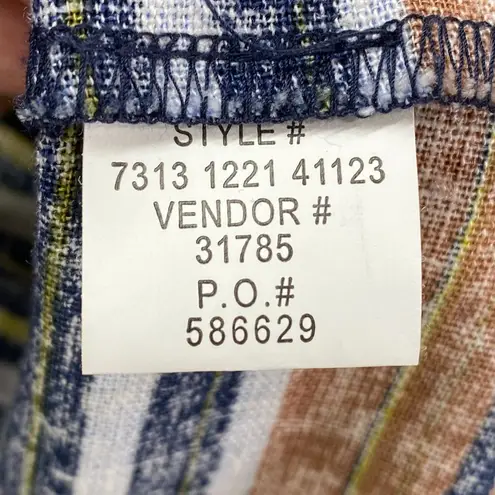 STYLE #
7313 1221 41123
VENDOR #
31785
P.O.#
586629